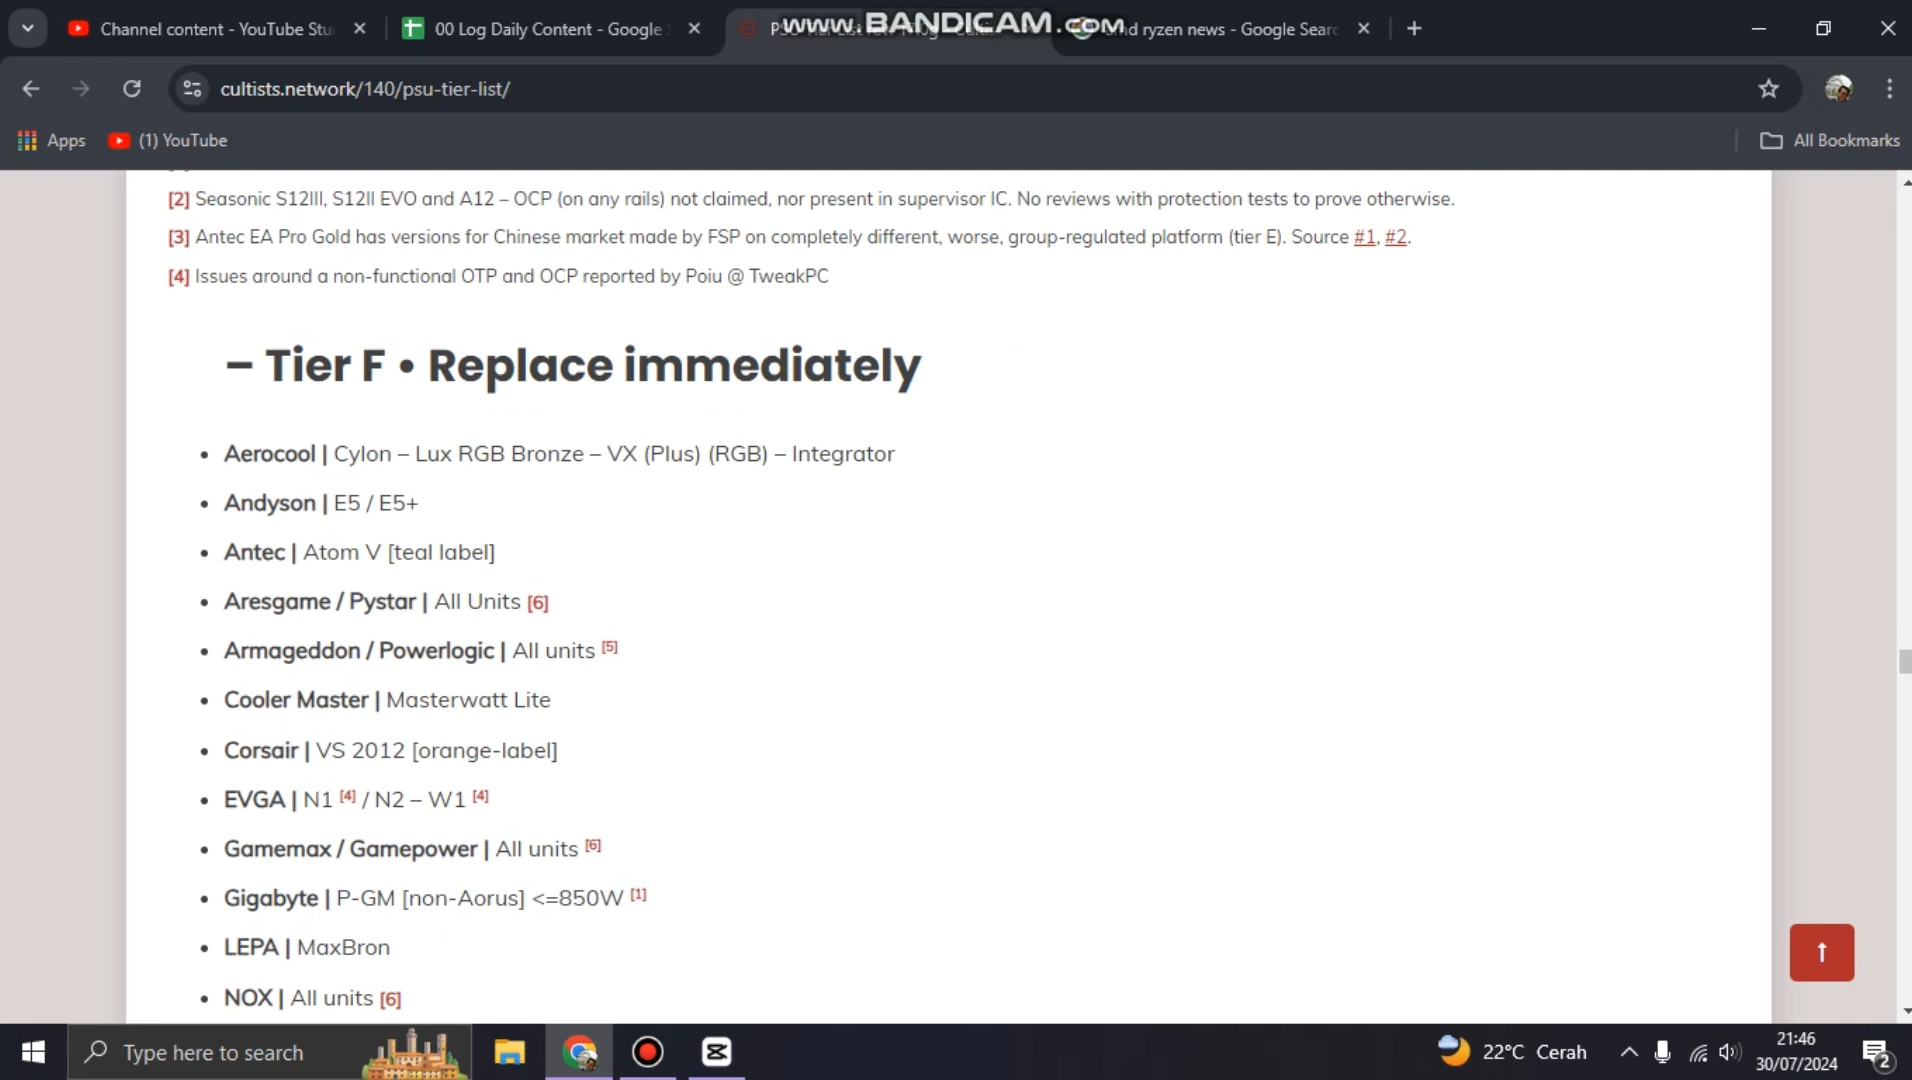 Channel content - YouTube Stu
00 Log Daily Content - Google
www.BANDICAM.com
md ryzen news - Google Searc
cultists.network/140/psu-tier-list/
Apps
(1) YouTube
All Bookmarks
[2] Seasonic S12III, S12II EVO and A12 – OCP (on any rails) not claimed, nor present in supervisor IC. No reviews with protection tests to prove otherwise.
[3] Antec EA Pro Gold has versions for Chinese market made by FSP on completely different, worse, group-regulated platform (tier E). Source #1, #2.
[4] Issues around a non-functional OTP and OCP reported by Poiu @ TweakPC
– Tier F • Replace immediately
• Aerocool | Cylon – Lux RGB Bronze – VX (Plus) (RGB) – Integrator
• Andyson | E5 / E5+
• Antec | Atom V [teal label]
• Aresgame / Pystar | All Units [6]
• Armageddon / Powerlogic | All units [5]
• Cooler Master | Masterwatt Lite
• Corsair | VS 2012 [orange-label]
• EVGA | N1 [4] / N2 – W1 [4]
• Gamemax / Gamepower | All units [6]
• Gigabyte | P-GM [non-Aorus] <=850W [1]
• LEPA | MaxBron
• NOX | All units [6]
Type here to search
22°C Cerah
21:46
30/07/2024
2